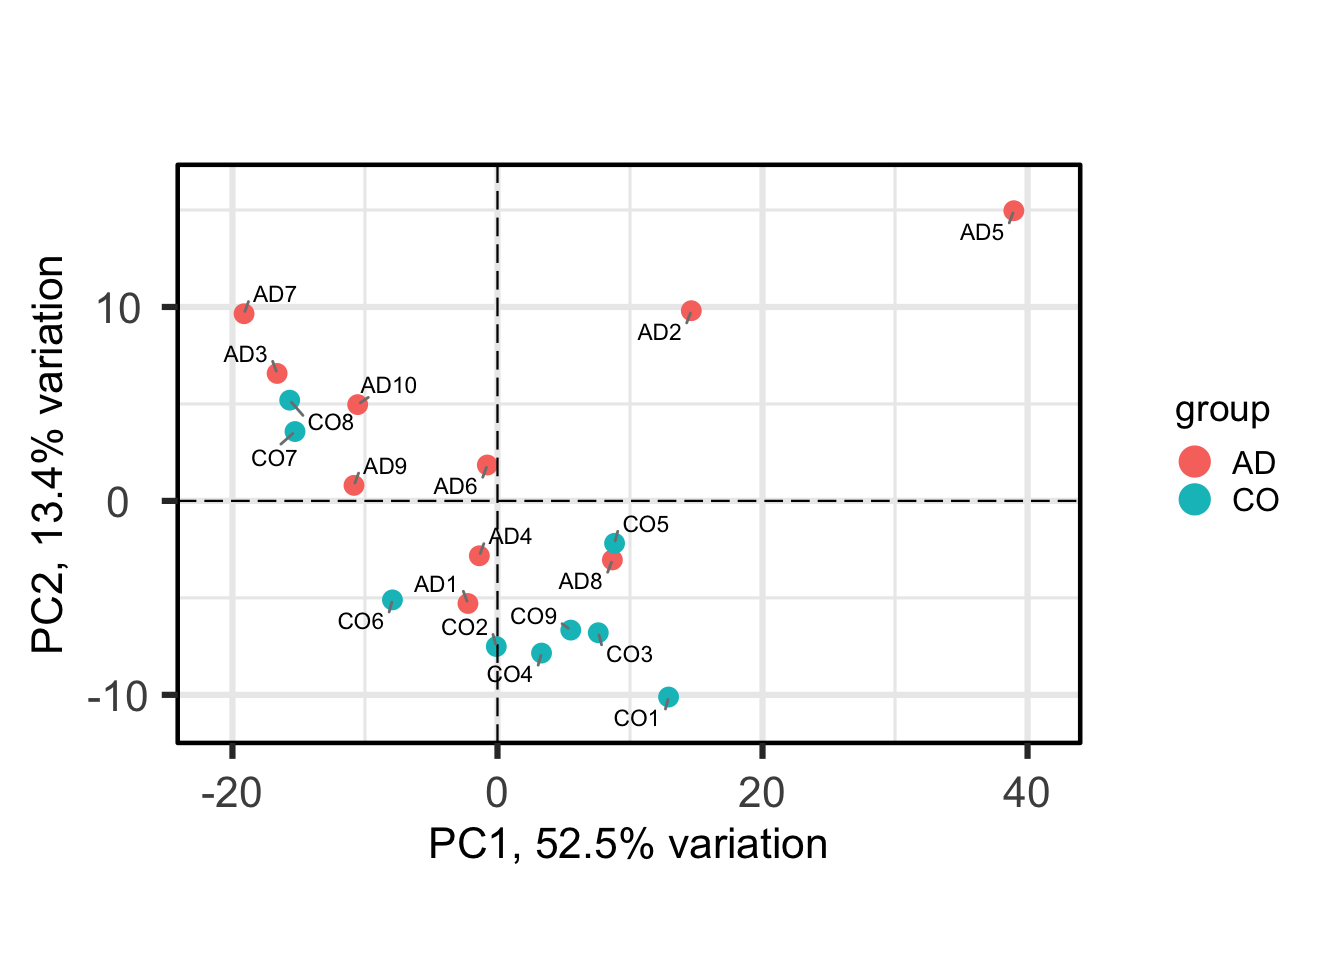 AD5
AD7
10
AD2
AD3
AD10
CO8
CO7
AD9
AD6
0
CO5
AD4
AD8
AD1
CO9
CO6
CO2
CO3
CO4
-10
CO1
-20
0
20
40
PC1, 52.5% variation
PC2, 13.4% variation
group
AD
CO